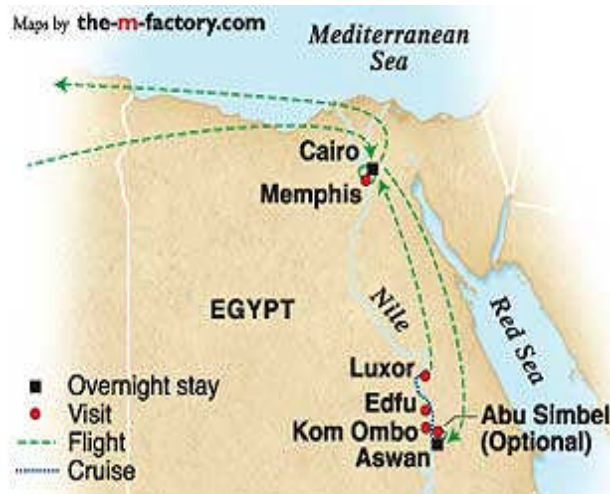 Maps by the-m-factory.com
Mediterranean
Sea
Cairo
Memphis
EGYPT
Nile
Red Sea
Luxor
Edfu
Kom Ombo
Aswan
Abu Simbel
(Optional)
Overnight stay
Visit
Flight
Cruise